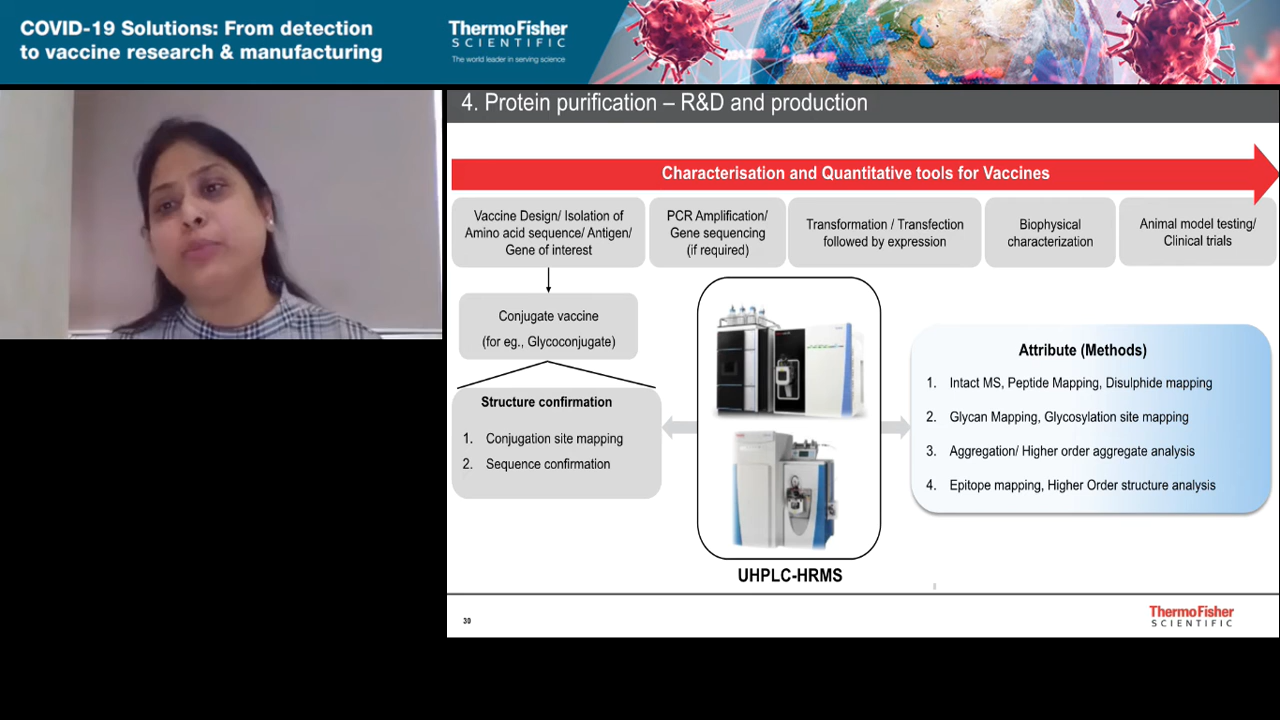 COVID-19 Solutions: From detection
to vaccine research & manufacturing
ThermoFisher
SCIENTIFIC
The world leader in serving science
4. Protein purification – R&D and production
Characterisation and Quantitative tools for Vaccines
Vaccine Design/ Isolation of
Amino acid sequence/ Antigen/
Gene of interest
PCR Amplification/
Gene sequencing
(if required)
Transformation / Transfection
followed by expression
Biophysical
characterization
Animal model testing/
Clinical trials
Conjugate vaccine
(for eg., Glycoconjugate)
Structure confirmation
1. Conjugation site mapping
2. Sequence confirmation
UHPLC-HRMS
Attribute (Methods)
1. Intact MS, Peptide Mapping, Disulphide mapping
2. Glycan Mapping, Glycosylation site mapping
3. Aggregation/ Higher order aggregate analysis
4. Epitope mapping, Higher Order structure analysis
30
ThermoFisher
SCIENTIFIC